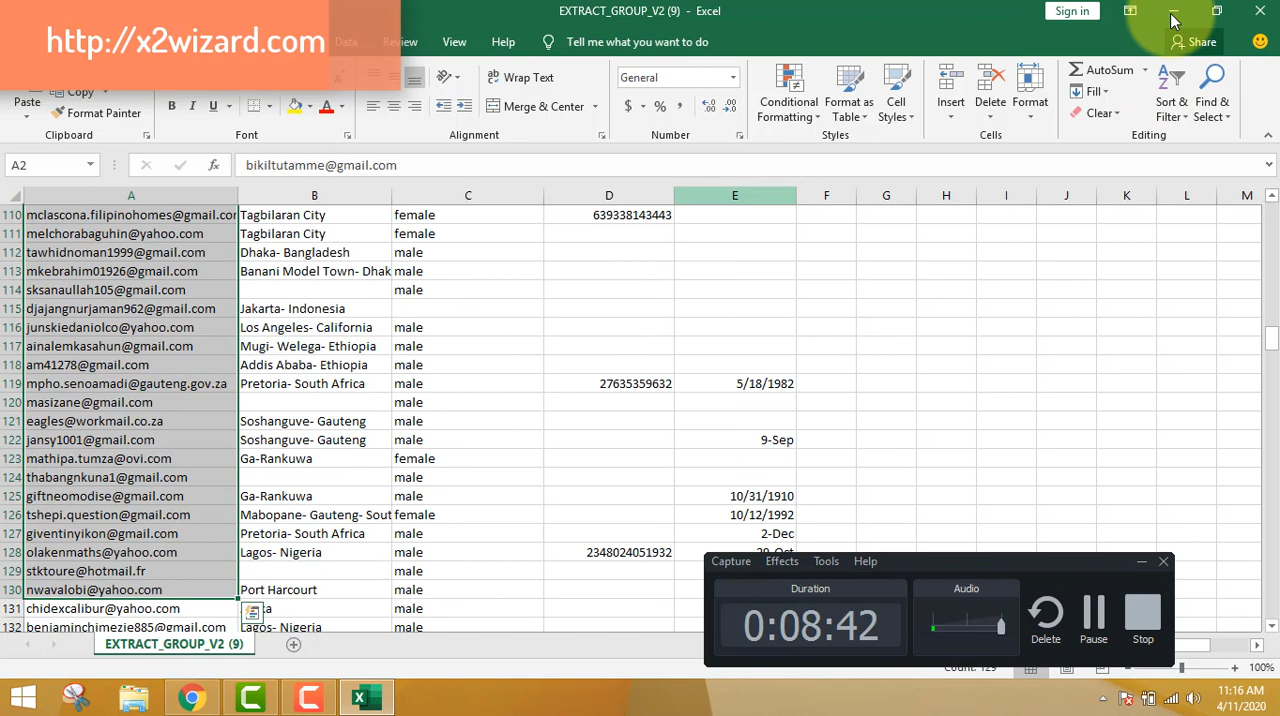 http://x2wizard.com
EXTRACT_GROUP_V2 (9) - Excel
Sign in
Data Review View Help Tell me what you want to do Share
Paste Copy Format Painter
B I U
Wrap Text
Merge & Center
General
$ % ,
Conditional Formatting
Format as Table
Cell Styles
Insert
Delete
Format
AutoSum
Fill
Clear
Sort & Filter
Find & Select
Clipboard Font Alignment Number Styles Cells Editing
A2 fx bikiltutamme@gmail.com
A B C D E F G H I J K L M
110 mclascona.filipinohomes@gmail.com Tagbilaran City female 639338143443
111 melchorabaguhin@yahoo.com Tagbilaran City female
112 tawhidnoman1999@gmail.com Dhaka- Bangladesh male
113 mkebrahim01926@gmail.com Banani Model Town- Dhak male
114 sksanaullah105@gmail.com male
115 djajangnurjaman962@gmail.com Jakarta- Indonesia
116 junskiedaniolco@yahoo.com Los Angeles- California male
117 ainalemkasahun@gmail.com Mugi- Welega- Ethiopia male
118 am41278@gmail.com Addis Ababa- Ethiopia male
119 mpho.senoamadi@gauteng.gov.za Pretoria- South Africa male 27635359632 5/18/1982
120 masizane@gmail.com male
121 eagles@workmail.co.za Soshanguve- Gauteng male
122 jansy1001@gmail.com Soshanguve- Gauteng male 9-Sep
123 mathipa.tumza@ovi.com Ga-Rankuwa female
124 thabangnkuna1@gmail.com male
125 giftneomodise@gmail.com Ga-Rankuwa male 10/31/1910
126 tshepi.question@gmail.com Mabopane- Gauteng- Sout female 10/12/1992
127 giventinyikon@gmail.com Pretoria- South Africa male 2-Dec
128 olakenmaths@yahoo.com Lagos- Nigeria male 2348024051932
129 stktoure@hotmail.fr male
130 nwavalobi@yahoo.com Port Harcourt male
131 chidexcalibur@yahoo.com male
132 beniaminchimezie885@gmail.com Lagos- Nigeria male
Capture Effects Tools Help
Duration
0:08:42
Audio
Delete Pause Stop
EXTRACT_GROUP_V2 (9)
Count: 129
100%
11:16 AM
4/11/2020